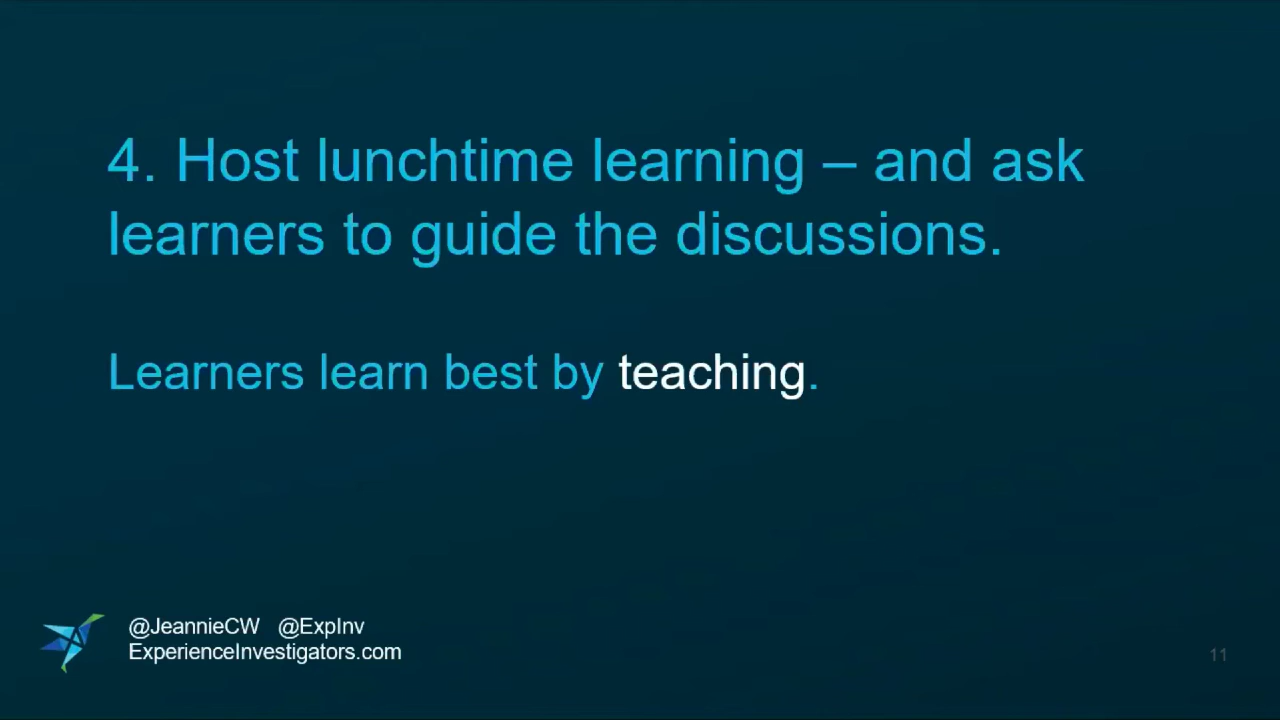 4. Host lunchtime learning – and ask
learners to guide the discussions.
Learners learn best by teaching.
@JeannieCW @ExpInv
ExperienceInvestigators.com
11